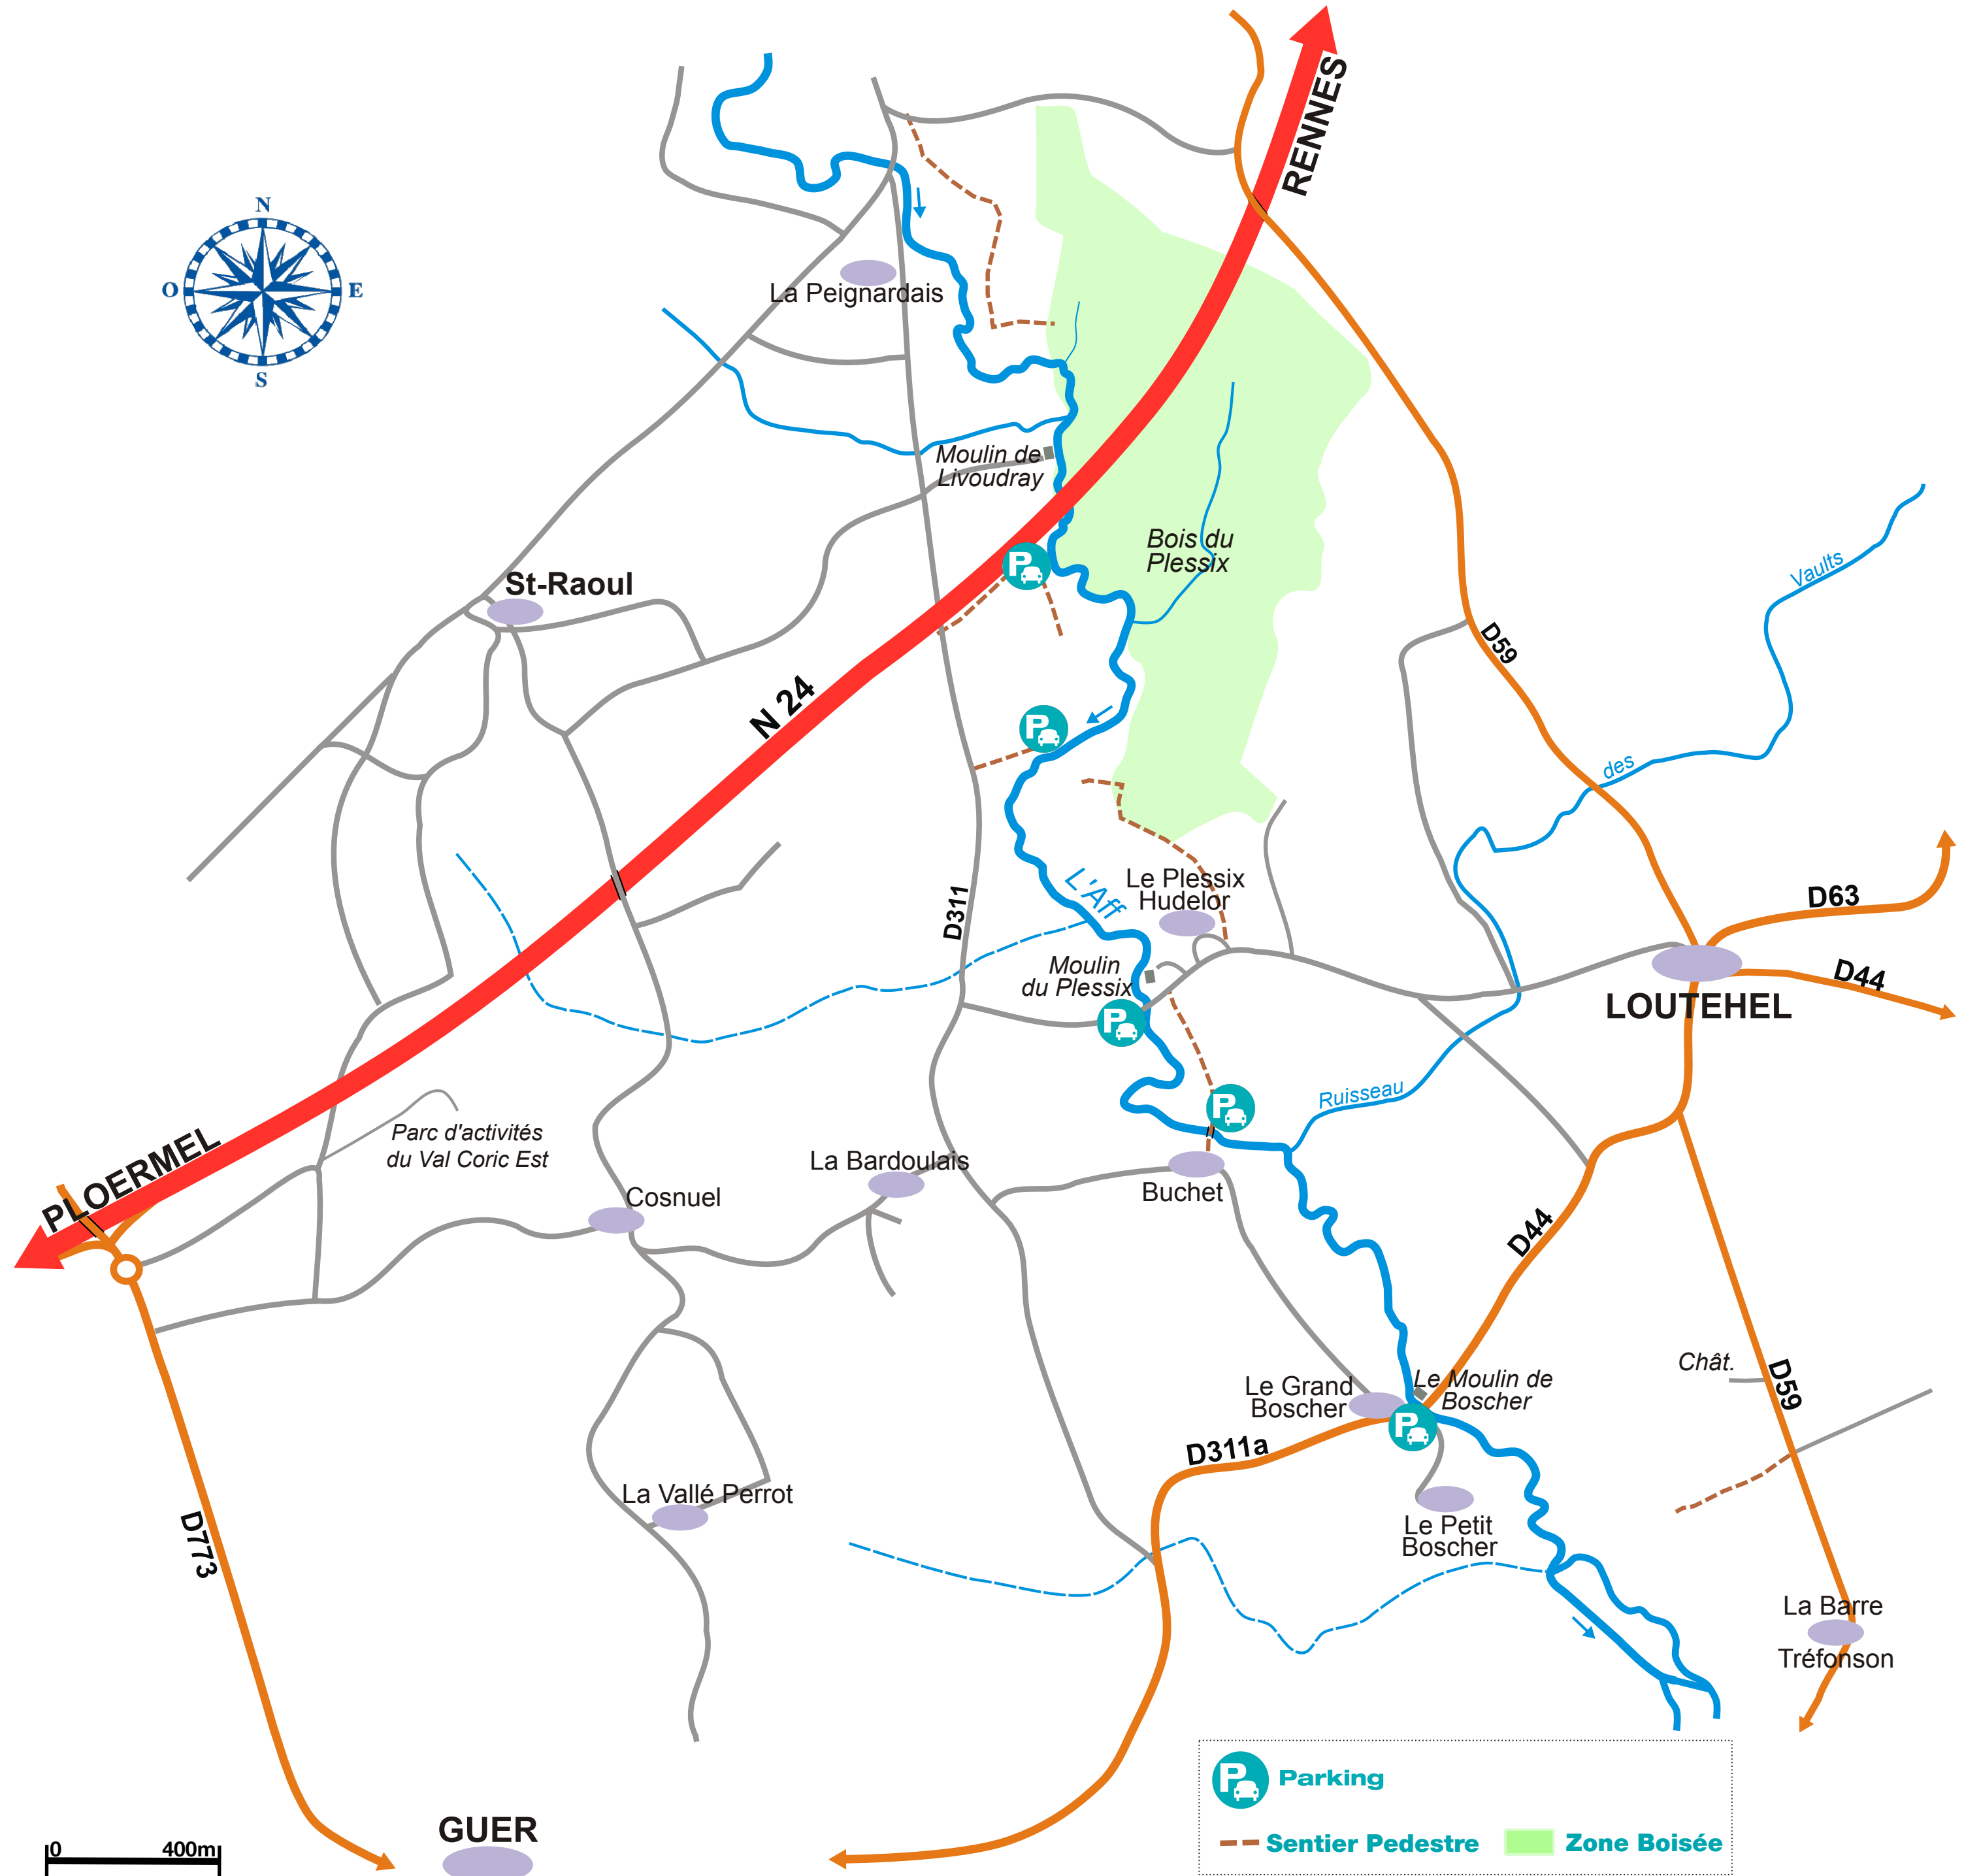 RENNES
N
O
E
S
La Peignardais
Moulin de
Livoudray
Bois du
Plessix
St-Raoul
Vaults
D59
des
N 24
L'Aff
Le Plessix
Hudelor
D311
D63
Moulin
du Plessix
D44
LOUTEHEL
Ruisseau
Parc d'activités
du Val Coric Est
PLOERMEL
La Bardoulais
Cosnuel
Buchet
D44
Chât.
D59
Le Grand
Boscher
Le Moulin de
Boscher
D311a
La Vallé Perrot
D773
Le Petit
Boscher
La Barre
Tréfonson
P
P
P
P
P
P
Parking
GUER
Sentier Pedestre
Zone Boisée
0
400m